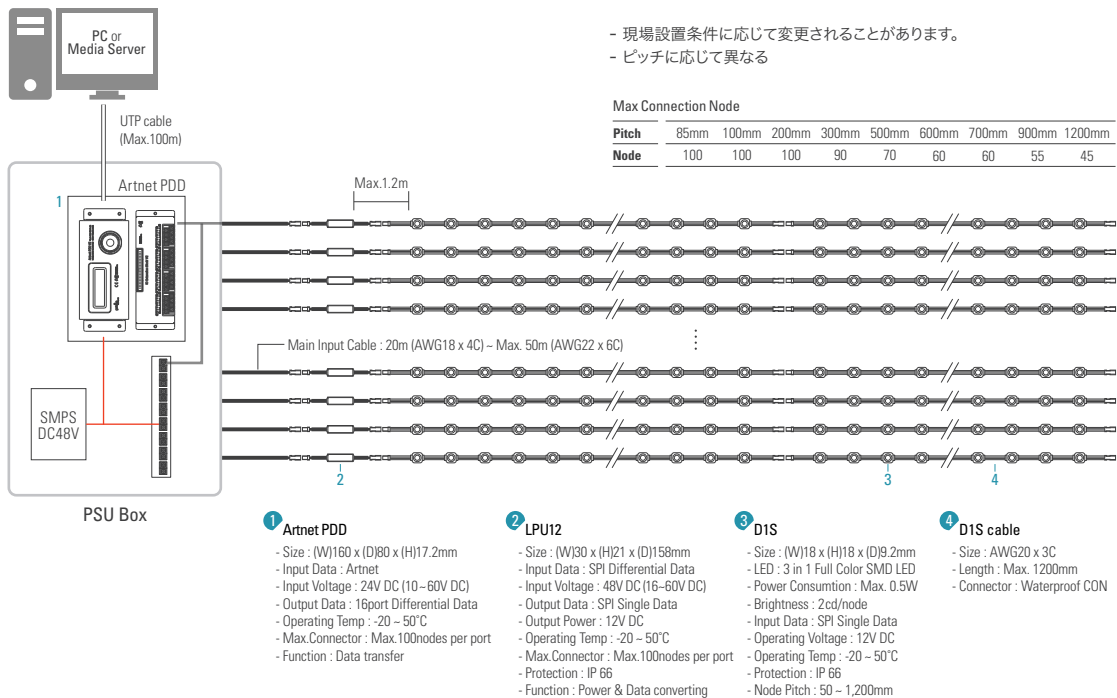 PC or
Media Server
- 現場設置条件に応じて変更されることがあります。
- ピッチに応じて異なる
Max Connection Node
Pitch 85mm 100mm 200mm 300mm 500mm 600mm 700mm 900mm 1200mm
Node 100 100 100 90 70 60 60 55 45
UTP cable
(Max.100m)
Artnet PDD
1
Max.1.2m
Main Input Cable : 20m (AWG18 x 4C) ~ Max. 50m (AWG22 x 6C)
SMPS
DC48V
2
3
4
PSU Box
1 Artnet PDD
- Size : (W)160 x (D)80 x (H)17.2mm
- Input Data : Artnet
- Input Voltage : 24V DC (10~60V DC)
- Output Data : 16port Differential Data
- Operating Temp : -20 ~ 50˚C
- Max.Connector : Max.100nodes per port
- Function : Data transfer
2 LPU12
- Size : (W)30 x (H)21 x (D)158mm
- Input Data : SPI Differential Data
- Input Voltage : 48V DC (16~60V DC)
- Output Data : SPI Single Data
- Output Power : 12V DC
- Operating Temp : -20 ~ 50˚C
- Max.Connector : Max.100nodes per port
- Protection : IP 66
- Function : Power & Data converting
3 D1S
- Size : (W)18 x (H)18 x (D)9.2mm
- LED : 3 in 1 Full Color SMD LED
- Power Consumtion : Max. 0.5W
- Brightness : 2cd/node
- Input Data : SPI Single Data
- Operating Voltage : 12V DC
- Operating Temp : -20 ~ 50˚C
- Protection : IP 66
- Node Pitch : 50 ~ 1,200mm
4 D1S cable
- Size : AWG20 x 3C
- Length : Max. 1200mm
- Connector : Waterproof CON